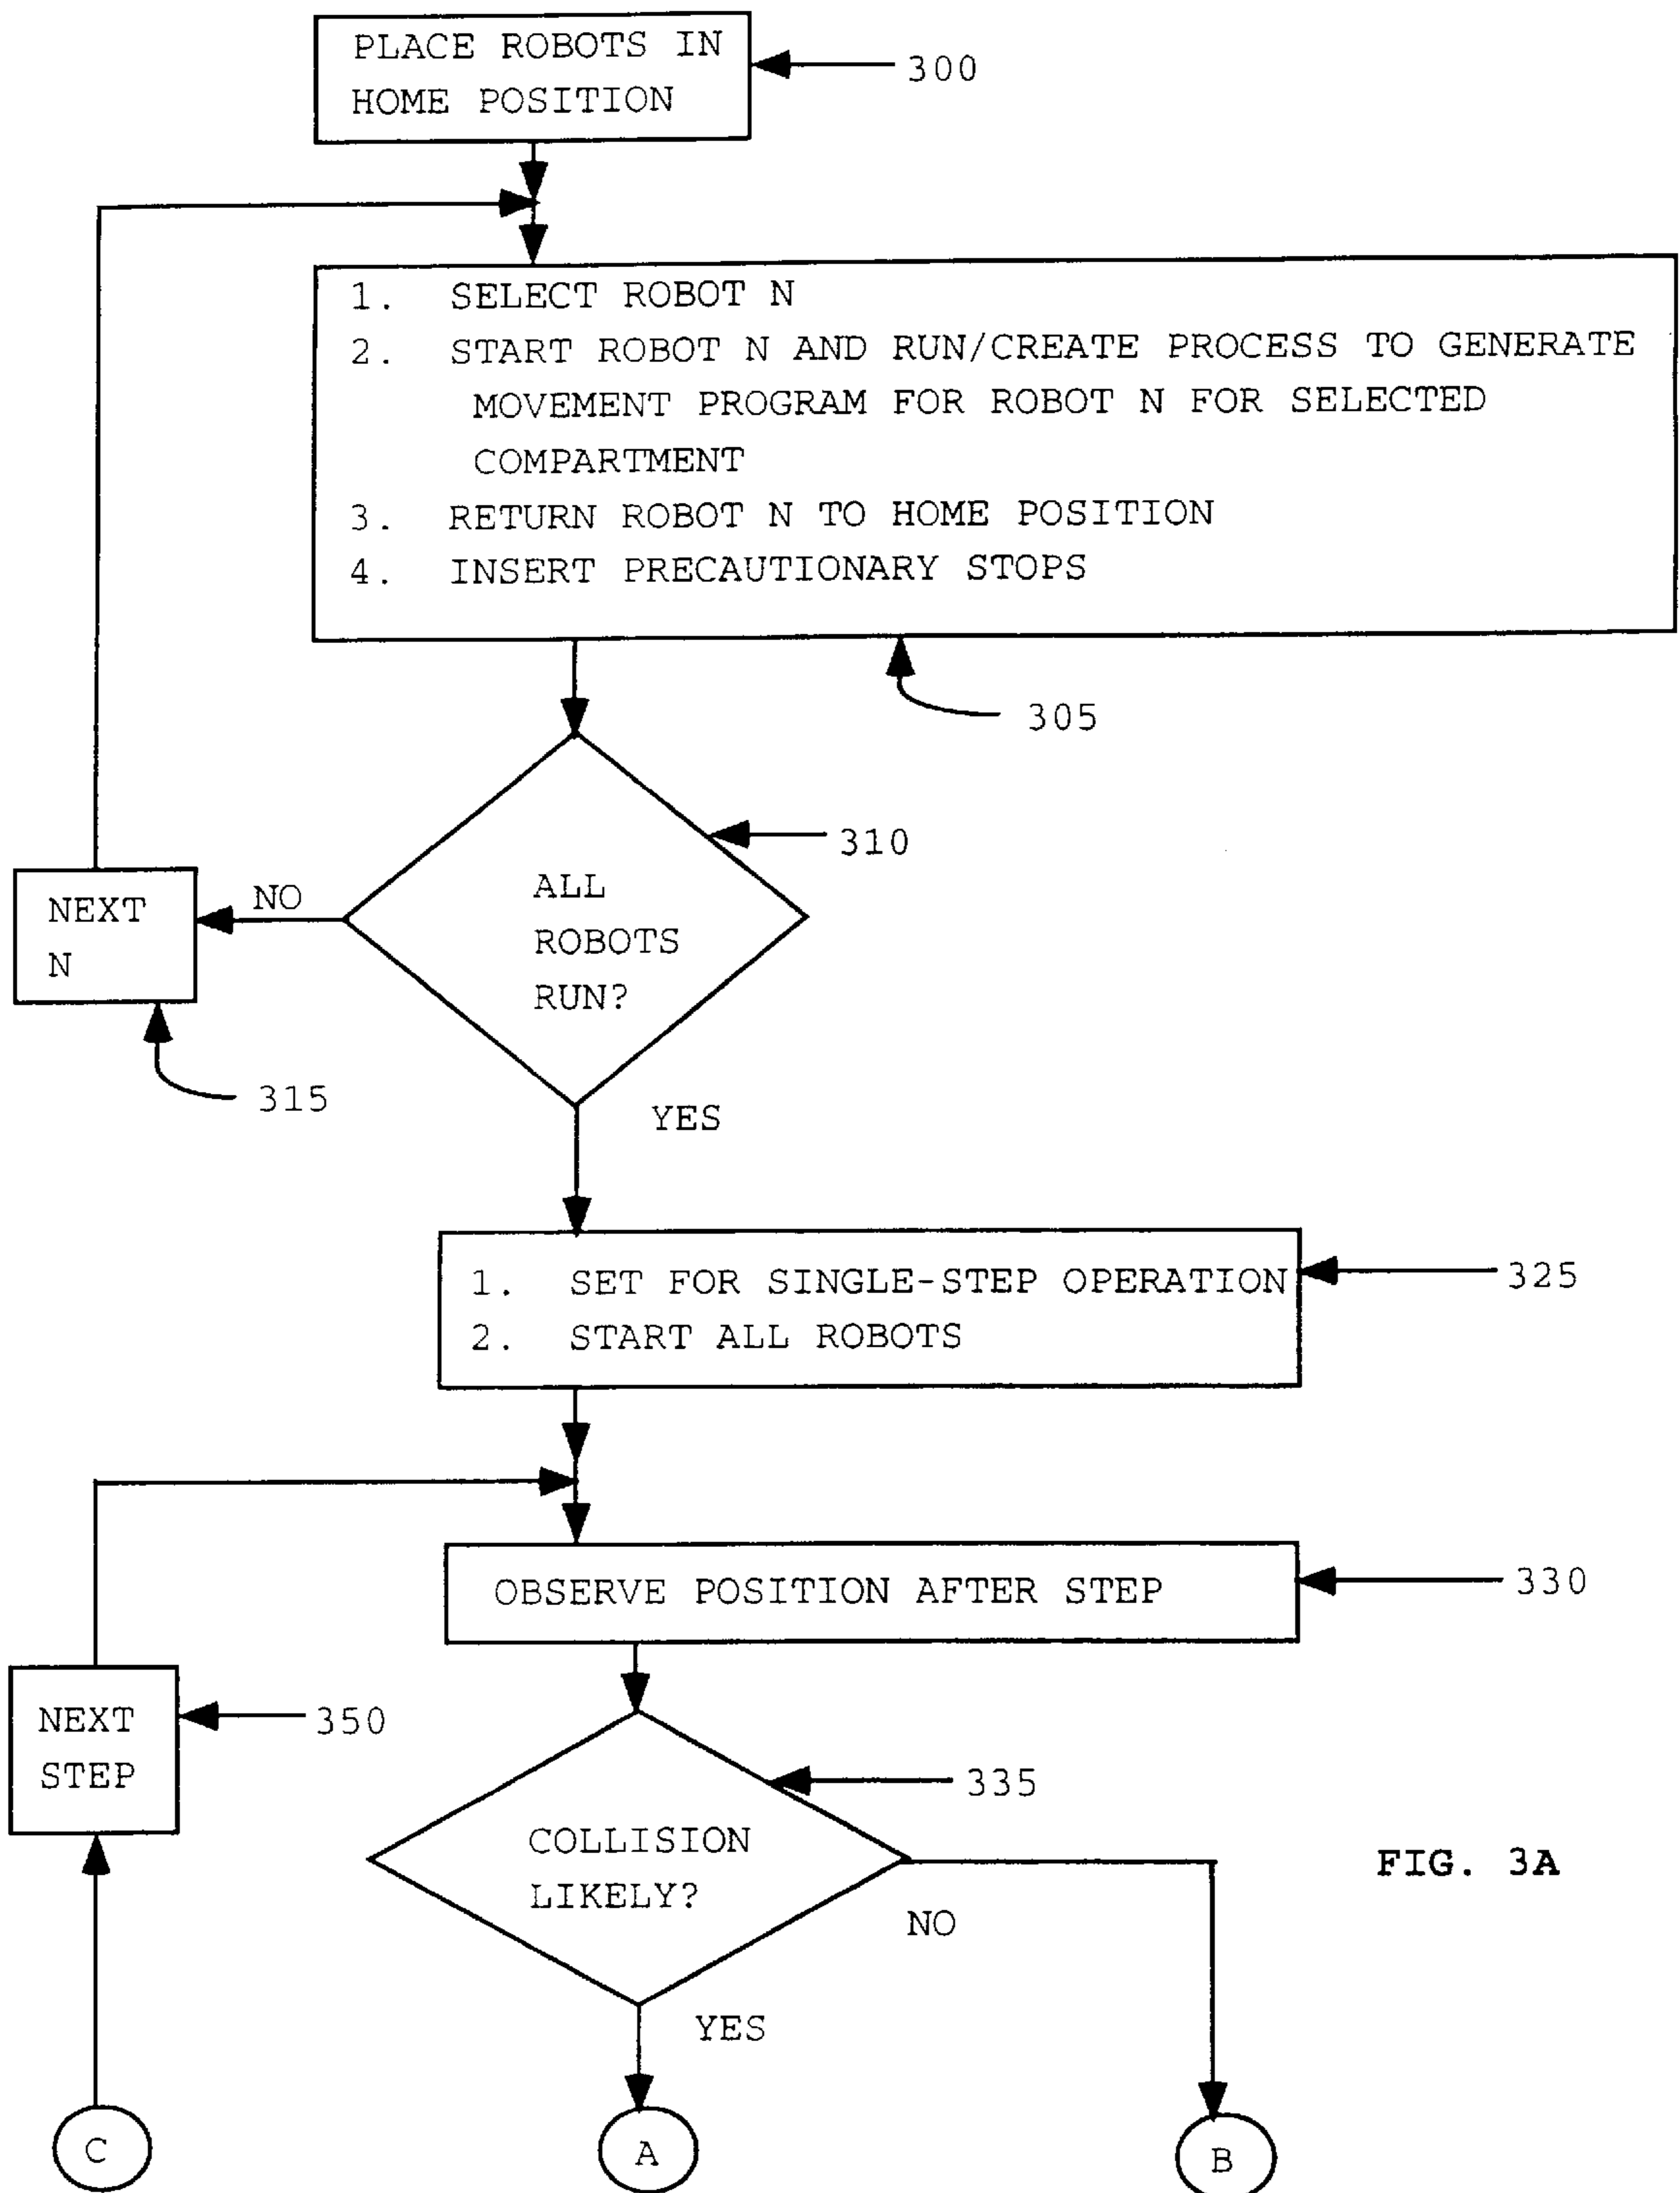 PLACE ROBOTS IN
HOME POSITION
300
1. SELECT ROBOT N
2. START ROBOT N AND RUN/CREATE PROCESS TO GENERATE
MOVEMENT PROGRAM FOR ROBOT N FOR SELECTED
COMPARTMENT
3. RETURN ROBOT N TO HOME POSITION
4. INSERT PRECAUTIONARY STOPS
305
310
ALL
ROBOTS
RUN?
NO
NEXT
N
315
YES
1. SET FOR SINGLE-STEP OPERATION
2. START ALL ROBOTS
325
OBSERVE POSITION AFTER STEP
330
NEXT
STEP
350
335
COLLISION
LIKELY?
NO
FIG. 3A
YES
C
A
B